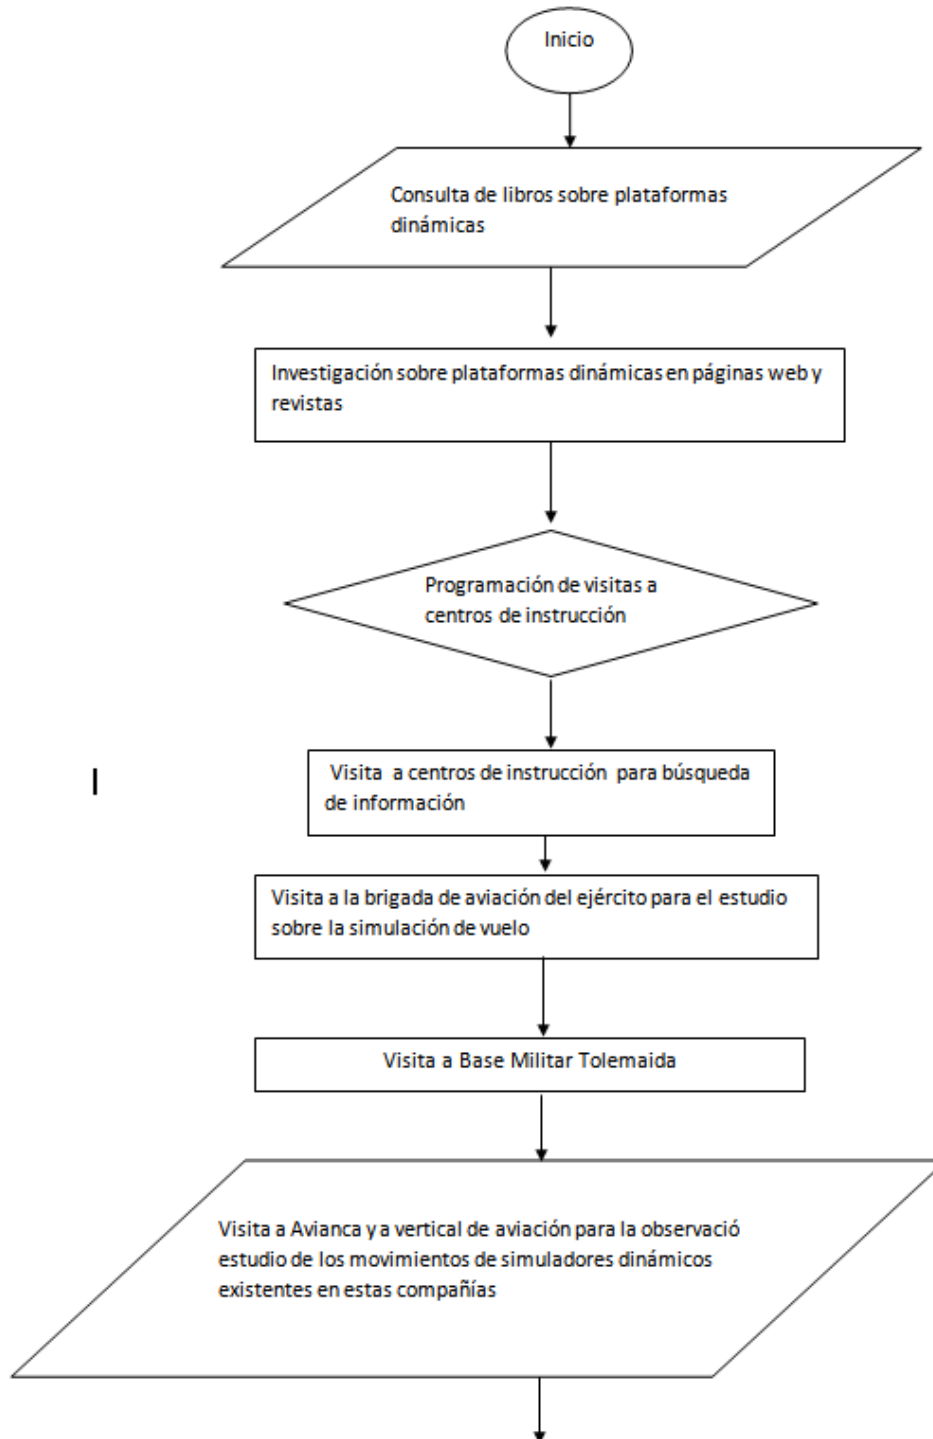 Inicio
Consulta de libros sobre plataformas
dinámicas
Investigación sobre plataformas dinámicas en páginas web y
revistas
Programación de visitas a
centros de instrucción
Visita a centros de instrucción para búsqueda
de información
I
Visita a la brigada de aviación del ejército para el estudio
sobre la simulación de vuelo
Visita a Base Militar Tolemaida
Visita a Avianca y a vertical de aviación para la observació
estudio de los movimientos de simuladores dinámicos
existentes en estas compañías